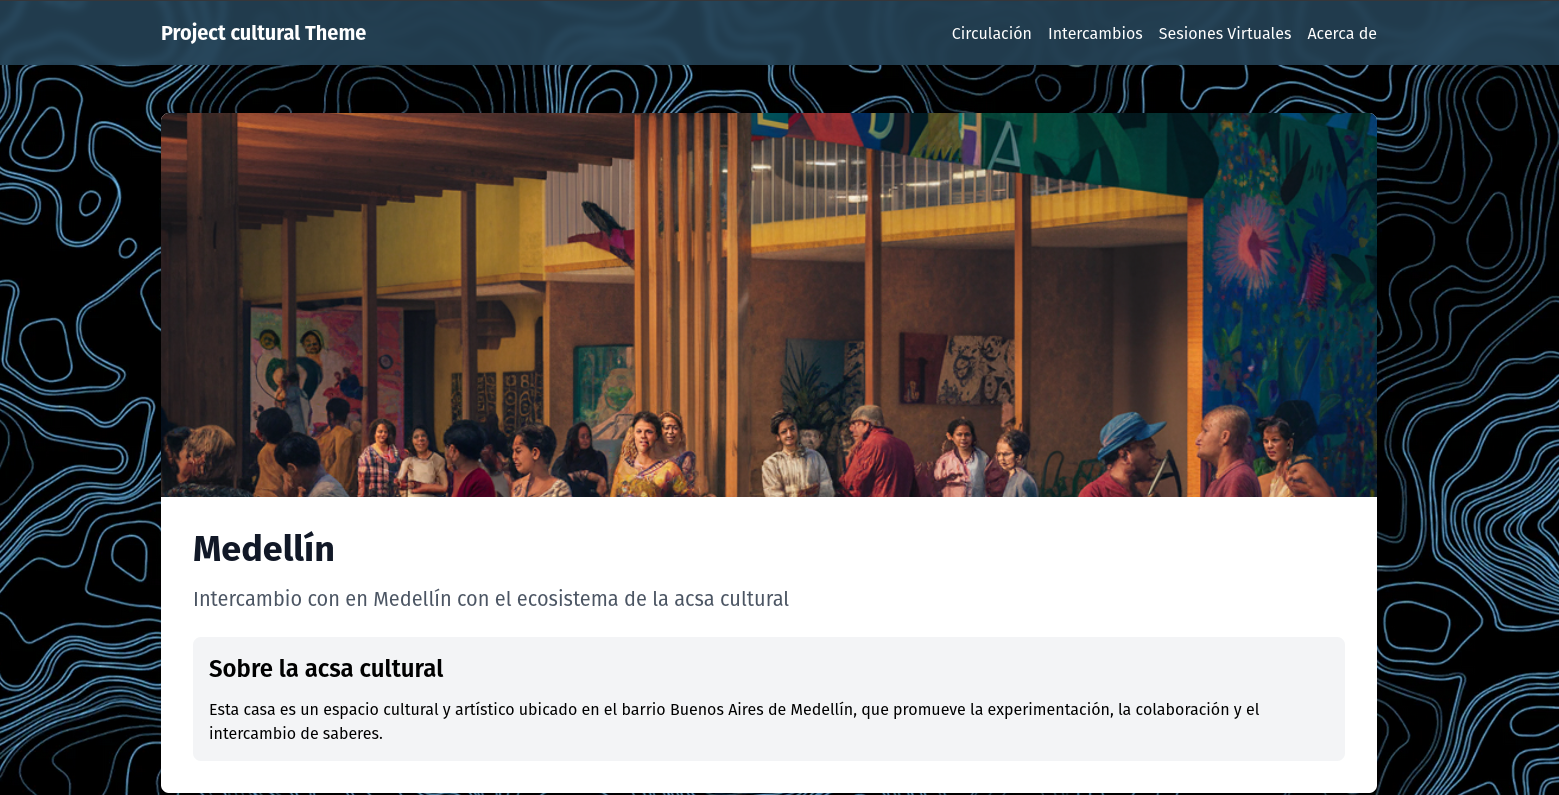 Project cultural Theme
Circulación Intercambios Sesiones Virtuales Acerca de
Medellín
Intercambio con en Medellín con el ecosistema de la acsa cultural
Sobre la acsa cultural
Esta casa es un espacio cultural y artístico ubicado en el barrio Buenos Aires de Medellín, que promueve la experimentación, la colaboración y el
intercambio de saberes.